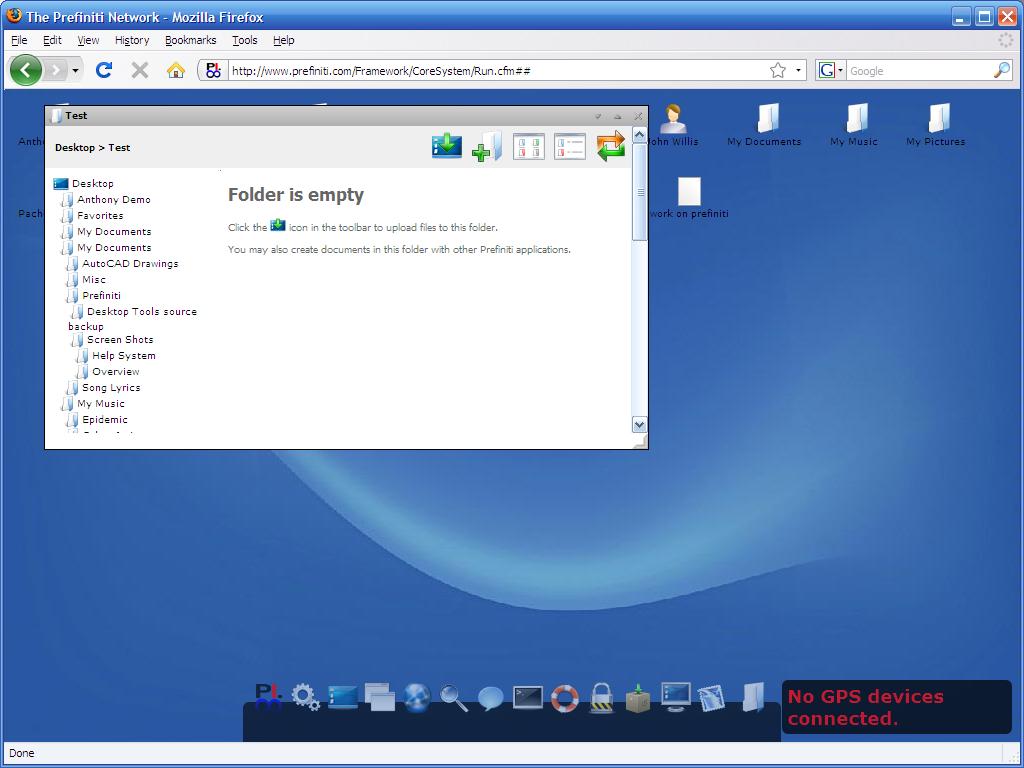 The Prefiniti Network - Mozilla Firefox
File Edit View History Bookmarks Tools Help
http://www.prefiniti.com/Framework/CoreSystem/Run.cfm##
Google
Test
Desktop > Test
Desktop
Anthony Demo
Favorites
My Documents
My Documents
AutoCAD Drawings
Misc
Prefiniti
Desktop Tools source
backup
Screen Shots
Help System
Overview
Song Lyrics
My Music
Epidemic
Folder is empty
Click the icon in the toolbar to upload files to this folder.
You may also create documents in this folder with other Prefiniti applications.
Anth
John Willis
My Documents
My Music
My Pictures
Pach
work on prefiniti
PI.
No GPS devices
connected.
Done